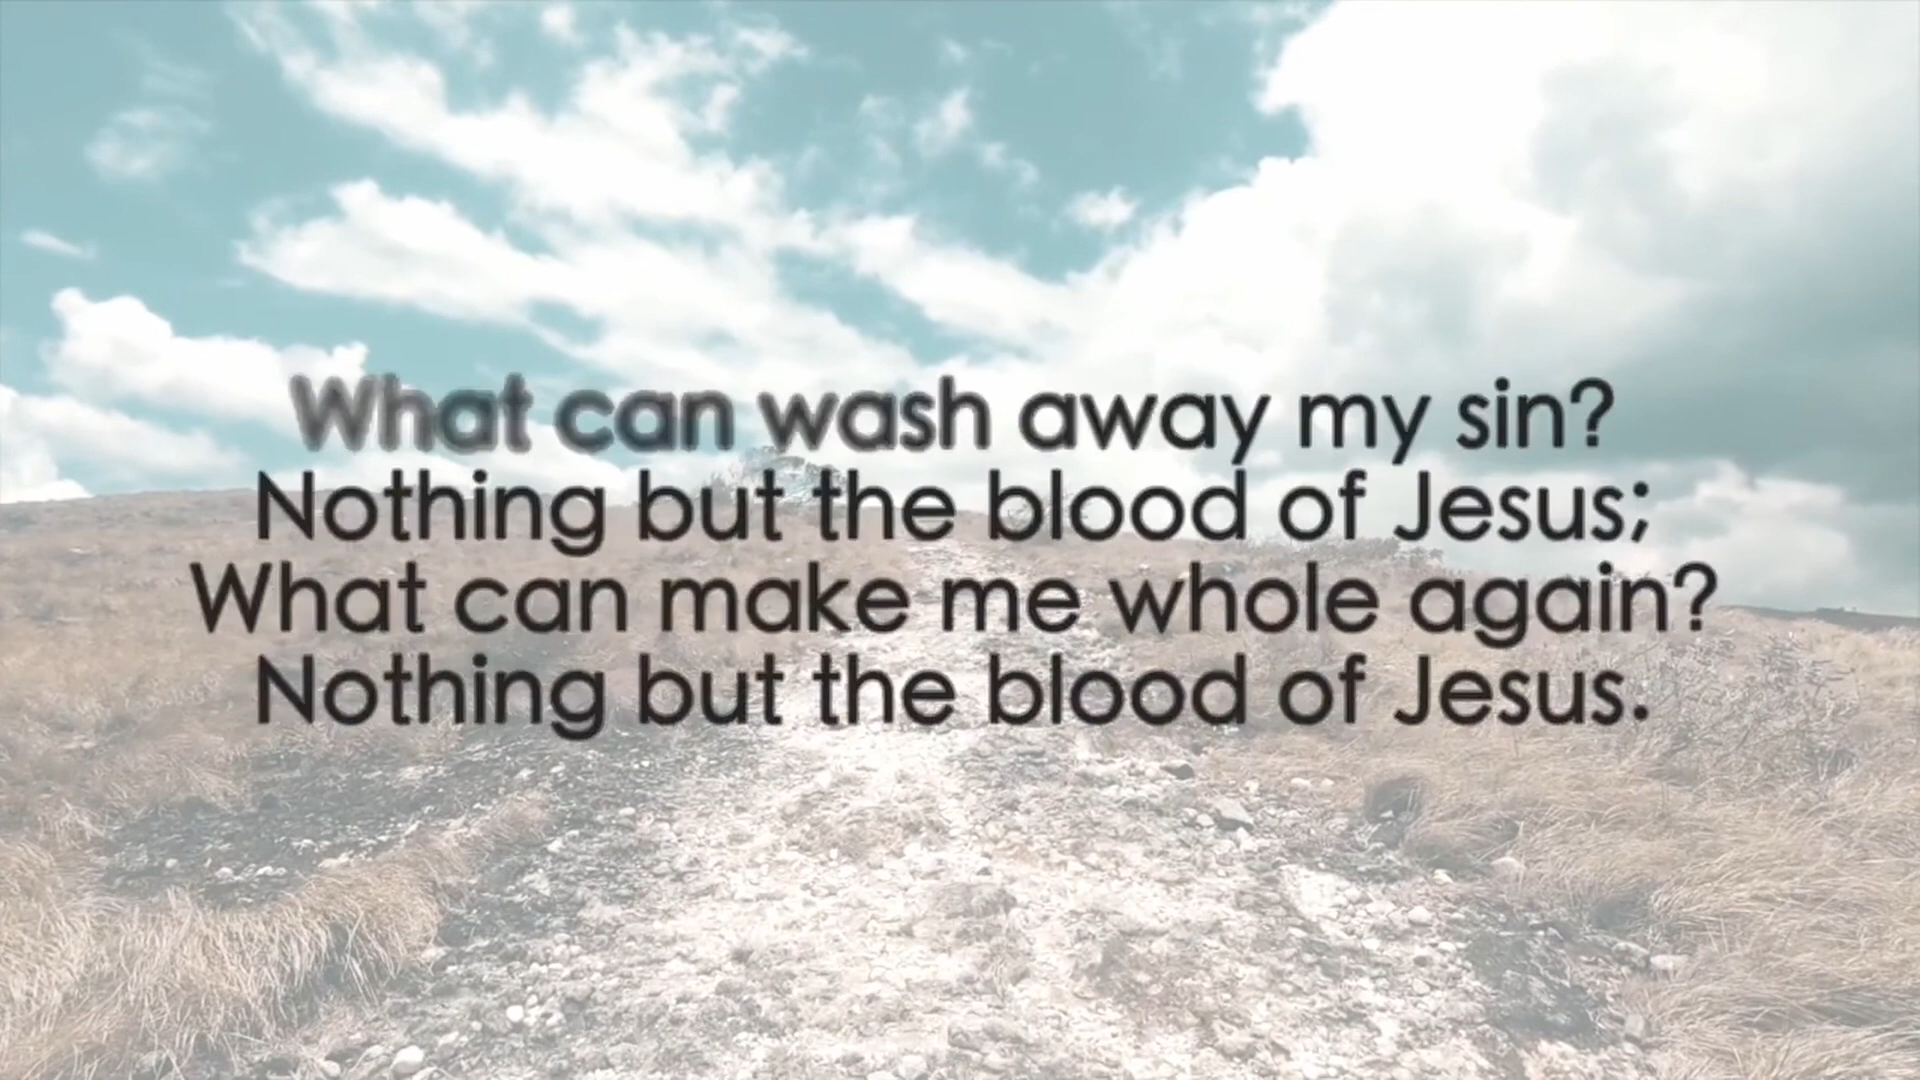 What can wash away my sin?
Nothing but the blood of Jesus;
What can make me whole again?
Nothing but the blood of Jesus.